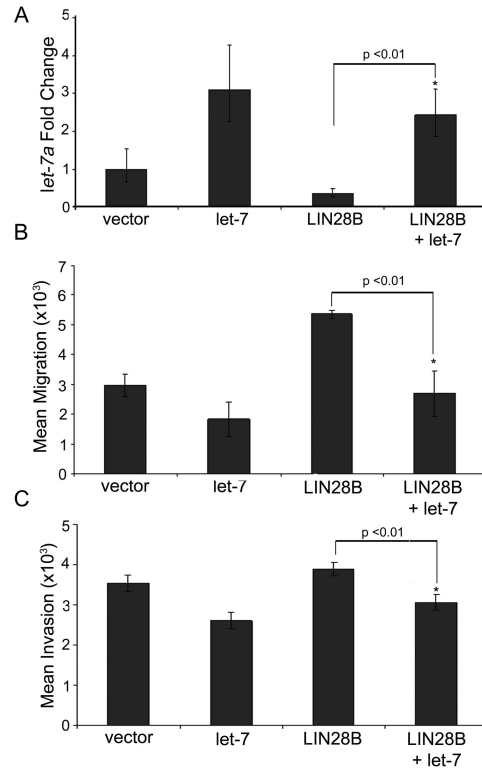 A
let-7a Fold Change
5
4
3
2
1
0
p <0.01
*
vector
let-7
LIN28B
LIN28B
+ let-7
B
Mean Migration (x10³)
7
6
5
4
3
2
1
0
p <0.01
*
vector
let-7
LIN28B
LIN28B
+ let-7
C
Mean Invasion (x10³)
5
4
3
2
1
0
p <0.01
*
vector
let-7
LIN28B
LIN28B
+ let-7